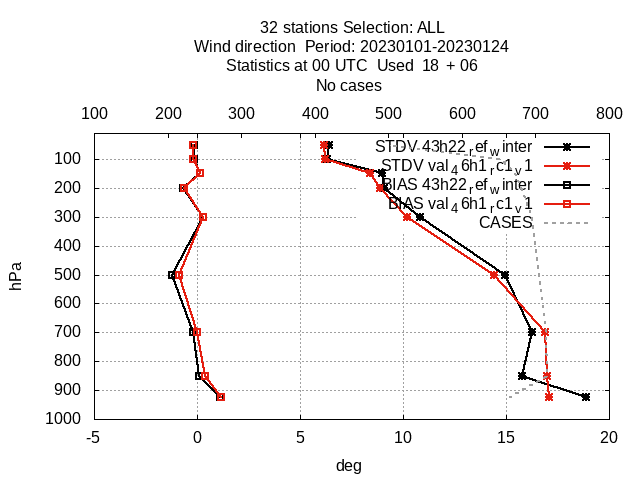 32 stations Selection: ALL
Wind direction  Period: 20230101-20230124
Statistics at 00 UTC  Used  18  + 06
No cases
100 200 300 400 500 600 700 800
STDV 43h22_ref_winter
STDV val_46h1_rc1_v1
BIAS 43h22_ref_winter
BIAS val_46h1_rc1_v1
CASES
100
200
300
400
500
600
700
800
900
1000
hPa
-5 0 5 10 15 20
deg